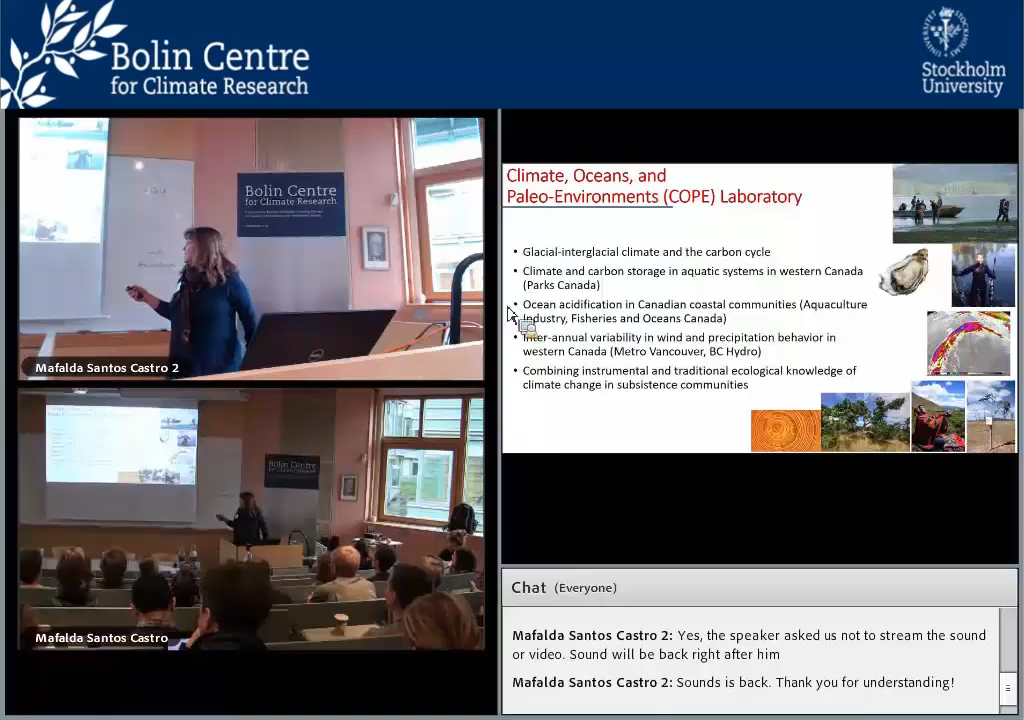 Bolin Centre
for Climate Research
Stockholm
University
Bolin Centre
for Climate Research
Mafalda Santos Castro 2
Bolin Centre
Mafalda Santos Castro
Climate, Oceans, and
Paleo-Environments (COPE) Laboratory
• Glacial-interglacial climate and the carbon cycle
• Climate and carbon storage in aquatic systems in western Canada
(Parks Canada)
• Ocean acidification in Canadian coastal communities (Aquaculture
Industry, Fisheries and Oceans Canada)
• Inter-annual variability in wind and precipitation behavior in
western Canada (Metro Vancouver, BC Hydro)
• Combining instrumental and traditional ecological knowledge of
climate change in subsistence communities
Chat (Everyone)
Mafalda Santos Castro 2: Yes, the speaker asked us not to stream the sound
or video. Sound will be back right after him
Mafalda Santos Castro 2: Sounds is back. Thank you for understanding!